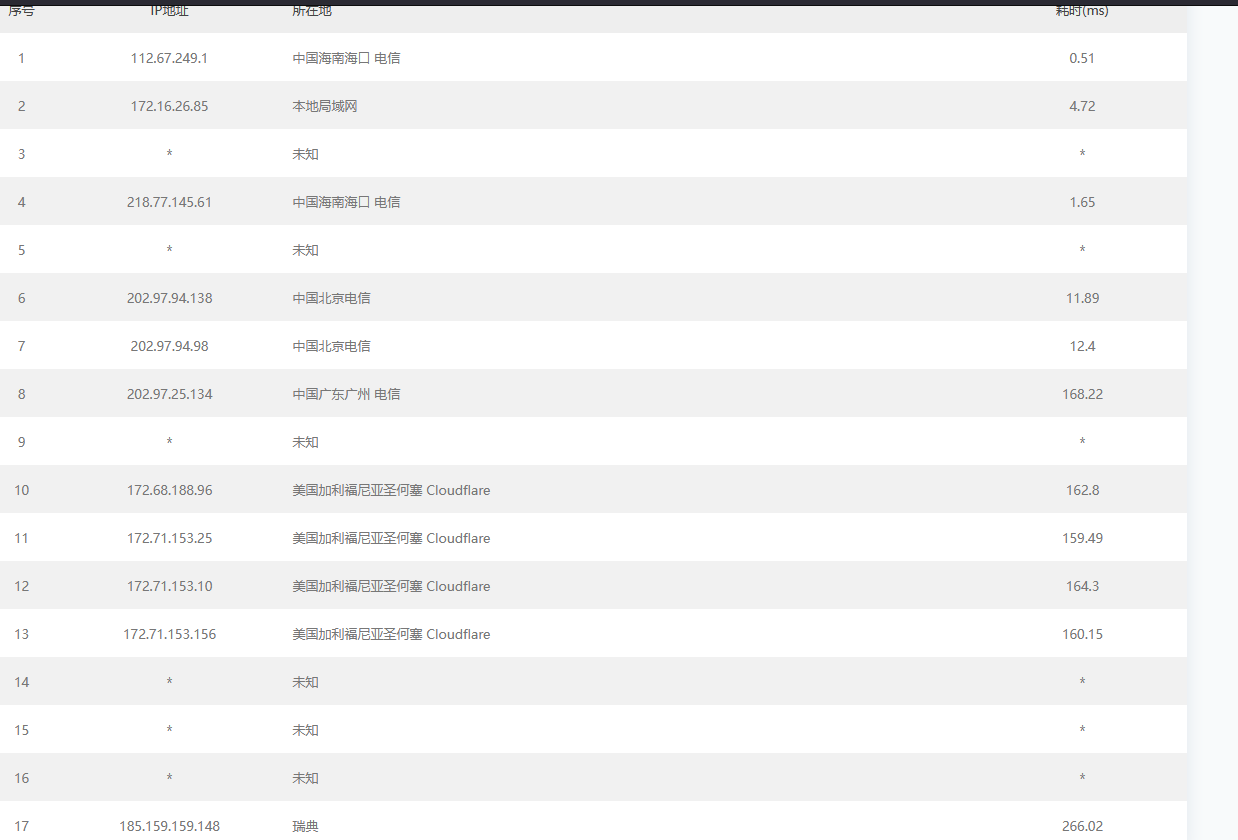 序号 IP地址 所在地 耗时(ms)
1 112.67.249.1 中国海南海口 电信 0.51
2 172.16.26.85 本地局域网 4.72
3 * 未知 *
4 218.77.145.61 中国海南海口 电信 1.65
5 * 未知 *
6 202.97.94.138 中国北京电信 11.89
7 202.97.94.98 中国北京电信 12.4
8 202.97.25.134 中国广东广州 电信 168.22
9 * 未知 *
10 172.68.188.96 美国加利福尼亚圣何塞 Cloudflare 162.8
11 172.71.153.25 美国加利福尼亚圣何塞 Cloudflare 159.49
12 172.71.153.10 美国加利福尼亚圣何塞 Cloudflare 164.3
13 172.71.153.156 美国加利福尼亚圣何塞 Cloudflare 160.15
14 * 未知 *
15 * 未知 *
16 * 未知 *
17 185.159.159.148 瑞典 266.02